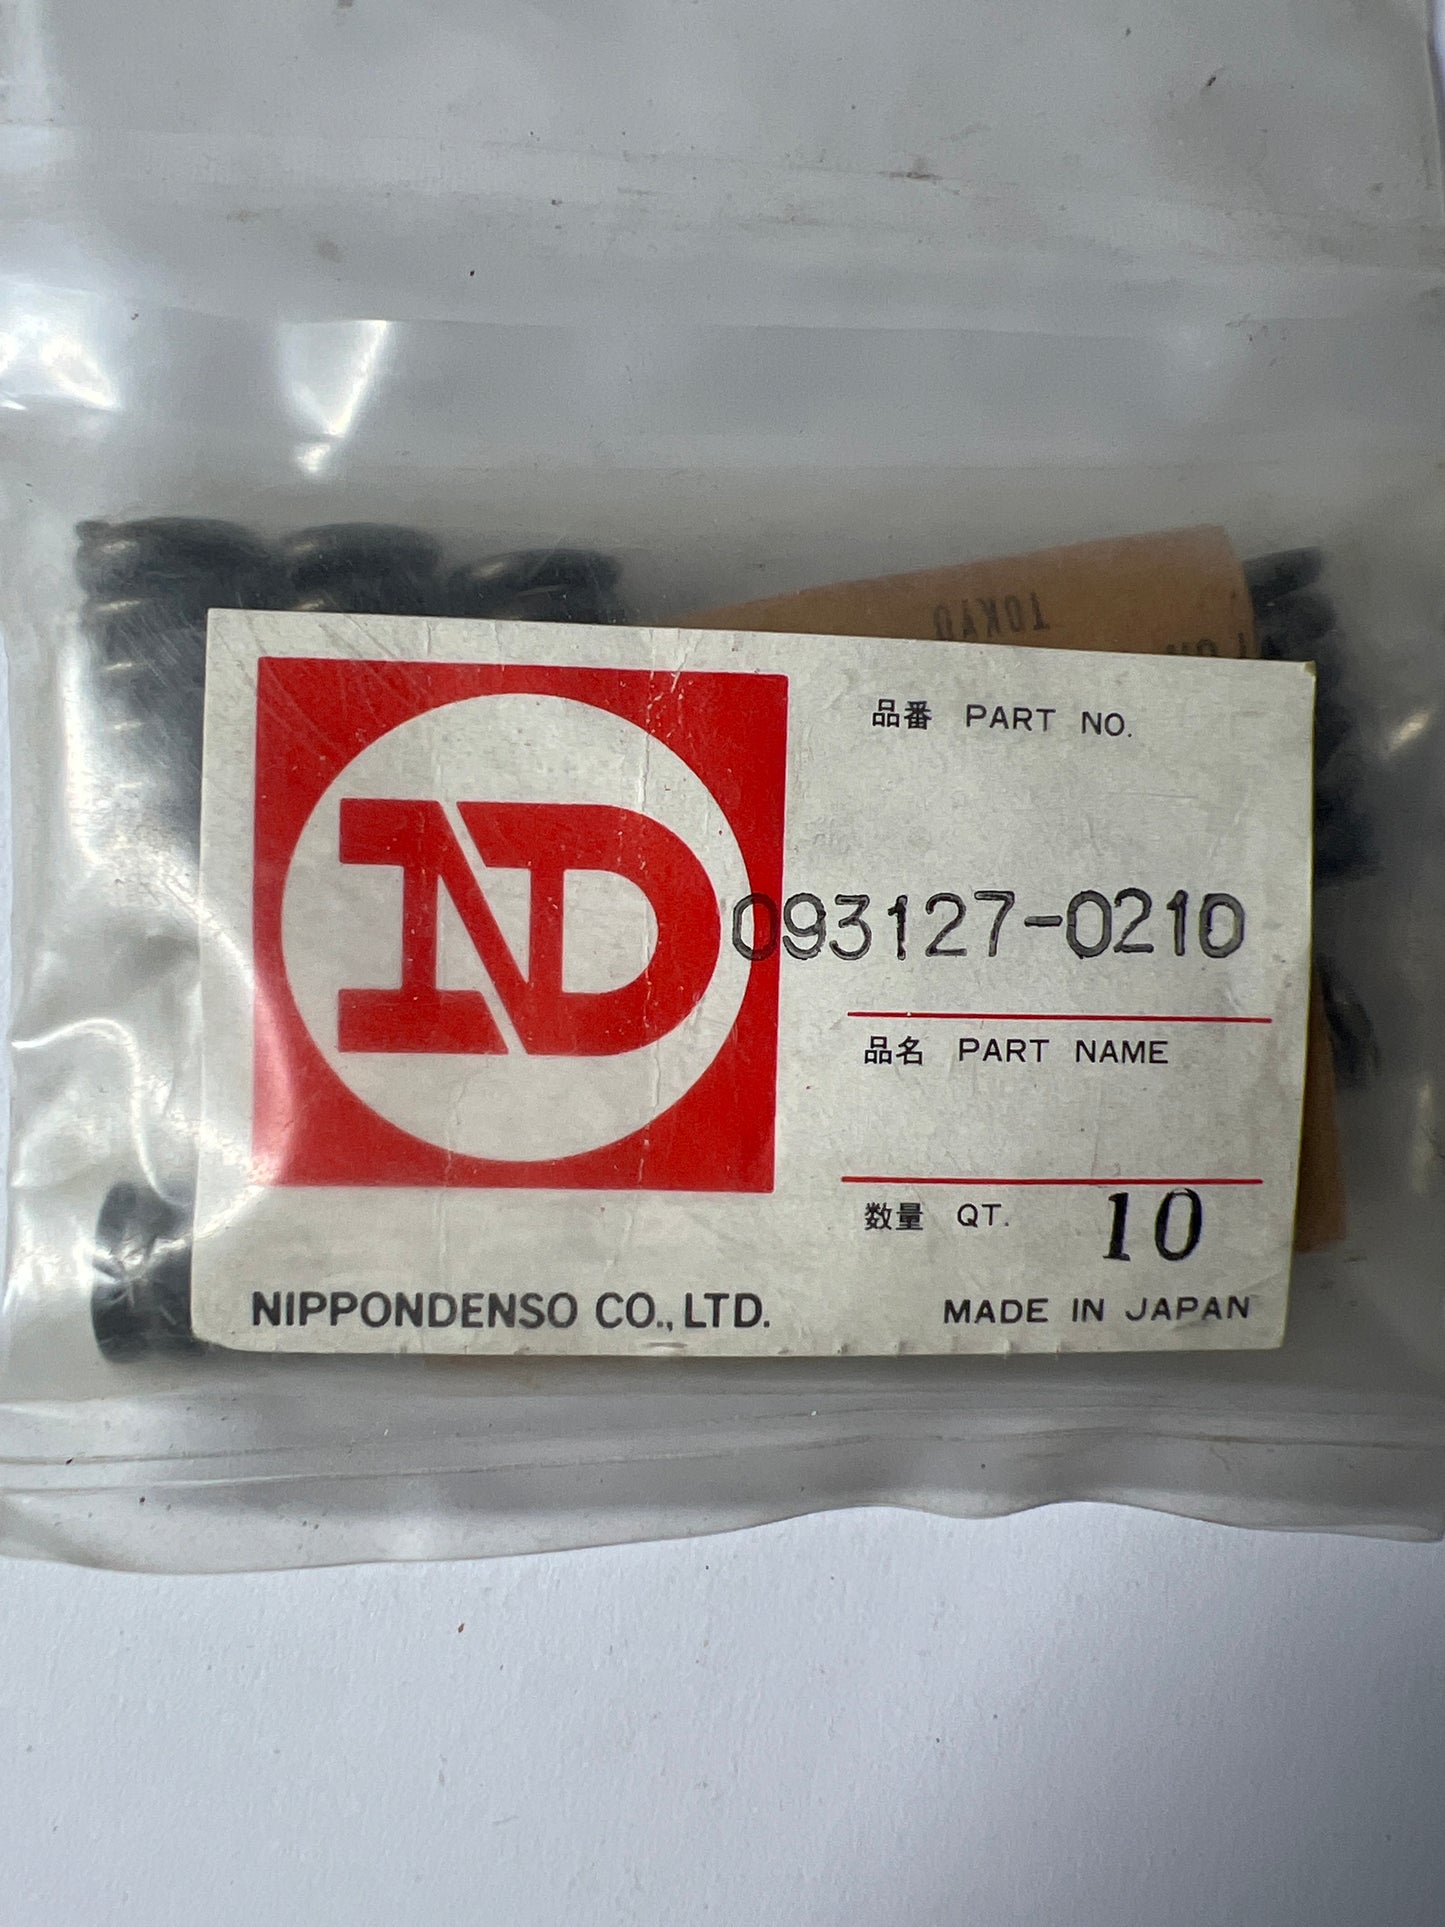 TOKYO
ND
品番 PART NO.
093127-0210
品名 PART NAME
数量 QT. 10
NIPPONDENSO CO., LTD.
MADE IN JAPAN